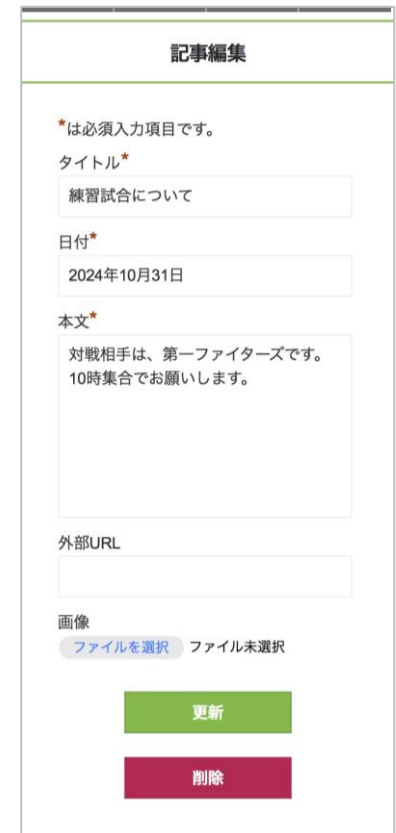 記事編集
*は必須入力項目です。
タイトル*
練習試合について
日付*
2024年10月31日
本文*
対戦相手は、第一ファイターズです。
10時集合でお願いします。
外部URL
画像
ファイルを選択 ファイル未選択
更新
削除